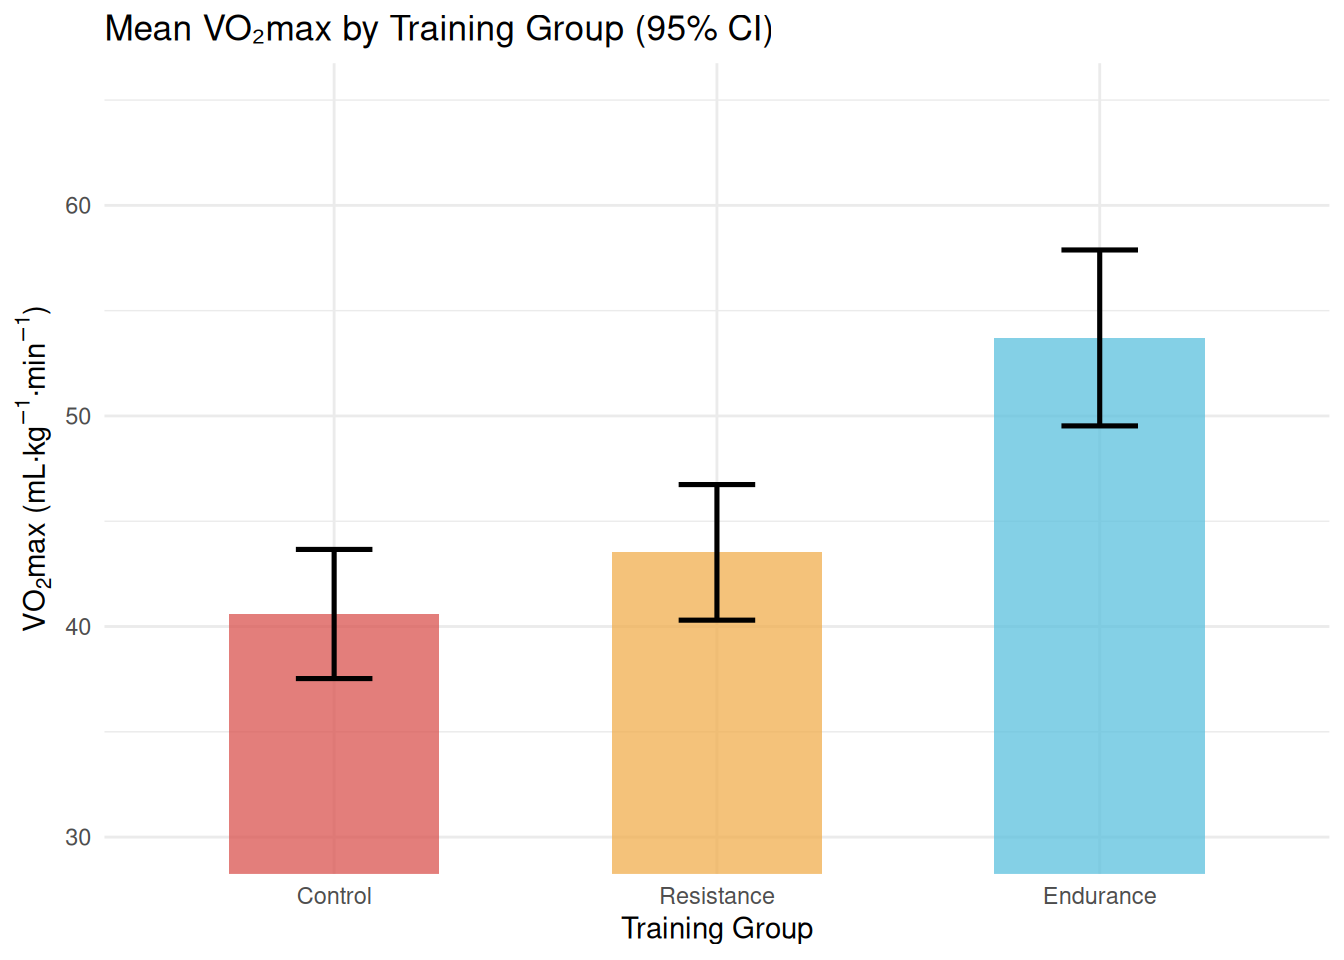 Mean VO₂max by Training Group (95% CI)
VO₂max (mL·kg⁻¹·min⁻¹)
60
50
40
30
Control Resistance Endurance
Training Group